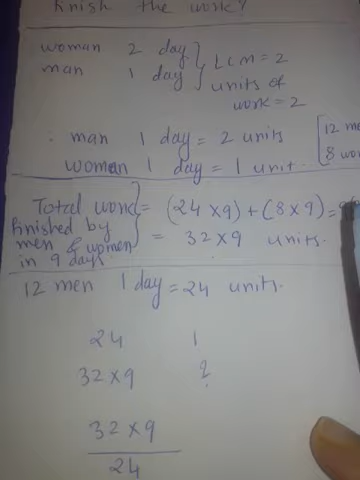 finish the work?
woman 2 day
man 1 day
LCM = 2
units of
work = 2
man 1 day = 2 units
woman 1 day = 1 unit
[12 me
8 wo
Total work
finished by
men & women
in 9 days
= (24 × 9) + (8 × 9) =
= 32 × 9 units.
12 men 1 day = 24 units.
24 1
32 × 9 ?
32 × 9
24